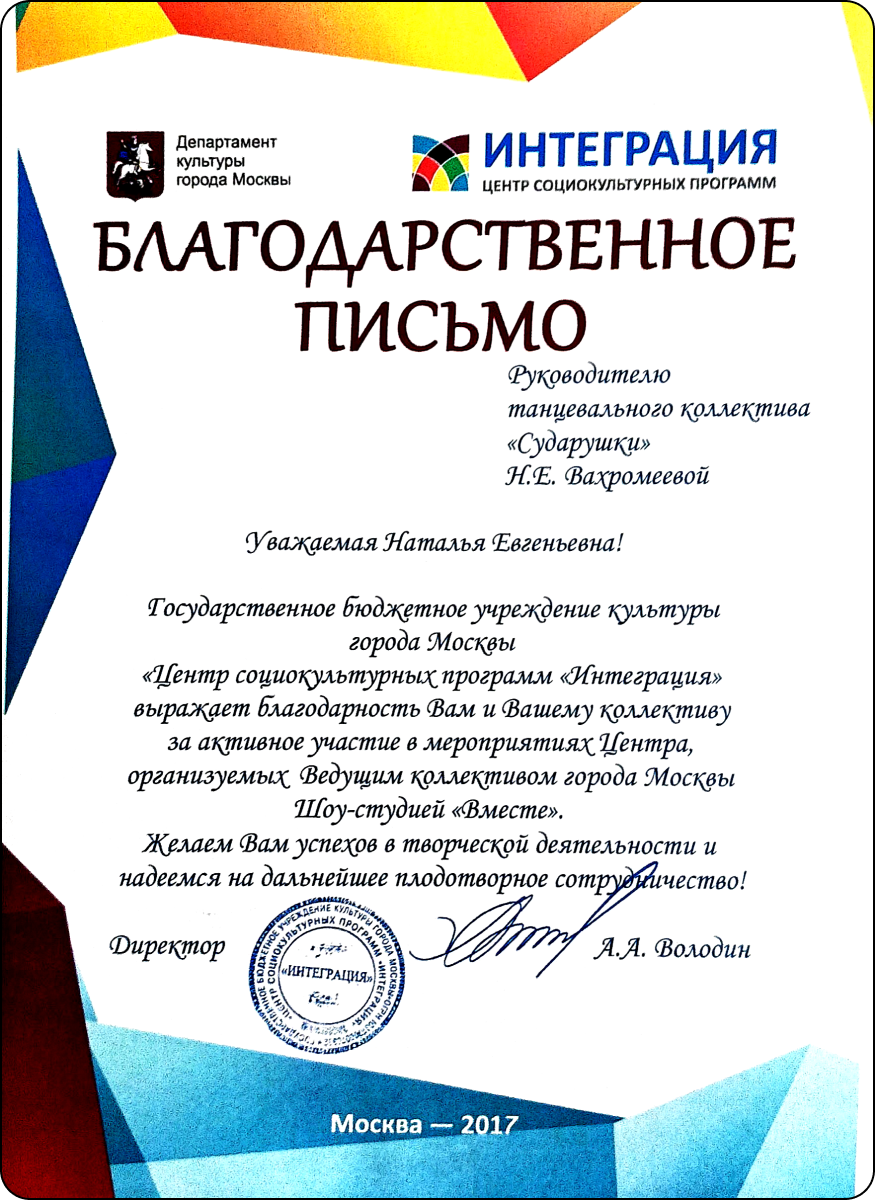 Департамент
культуры
города Москвы
ИНТЕГРАЦИЯ
ЦЕНТР СОЦИОКУЛЬТУРНЫХ ПРОГРАММ
БЛАГОДАРСТВЕННОЕ
ПИСЬМО
Руководителю
танцевального коллектива
«Сударушки»
Н.Е. Вахромеевой
Уважаемая Наталья Евгеньевна!
Государственное бюджетное учреждение культуры
города Москвы
«Центр социокультурных программ «Интеграция»
выражает благодарность Вам и Вашему коллективу
за активное участие в мероприятиях Центра,
организуемых Ведущим коллективом города Москвы
Шоу-студией «Вместе».
Желаем Вам успехов в творческой деятельности и
надеемся на дальнейшее плодотворное сотрудничество!
Директор
А.А. Володин
ГОСУДАРСТВЕННОЕ БЮДЖЕТНОЕ УЧРЕЖДЕНИЕ КУЛЬТУРЫ ГОРОДА МОСКВЫ
«ЦЕНТР СОЦИОКУЛЬТУРНЫХ ПРОГРАММ «ИНТЕГРАЦИЯ»
«ИНТЕГРАЦИЯ»
Москва — 2017